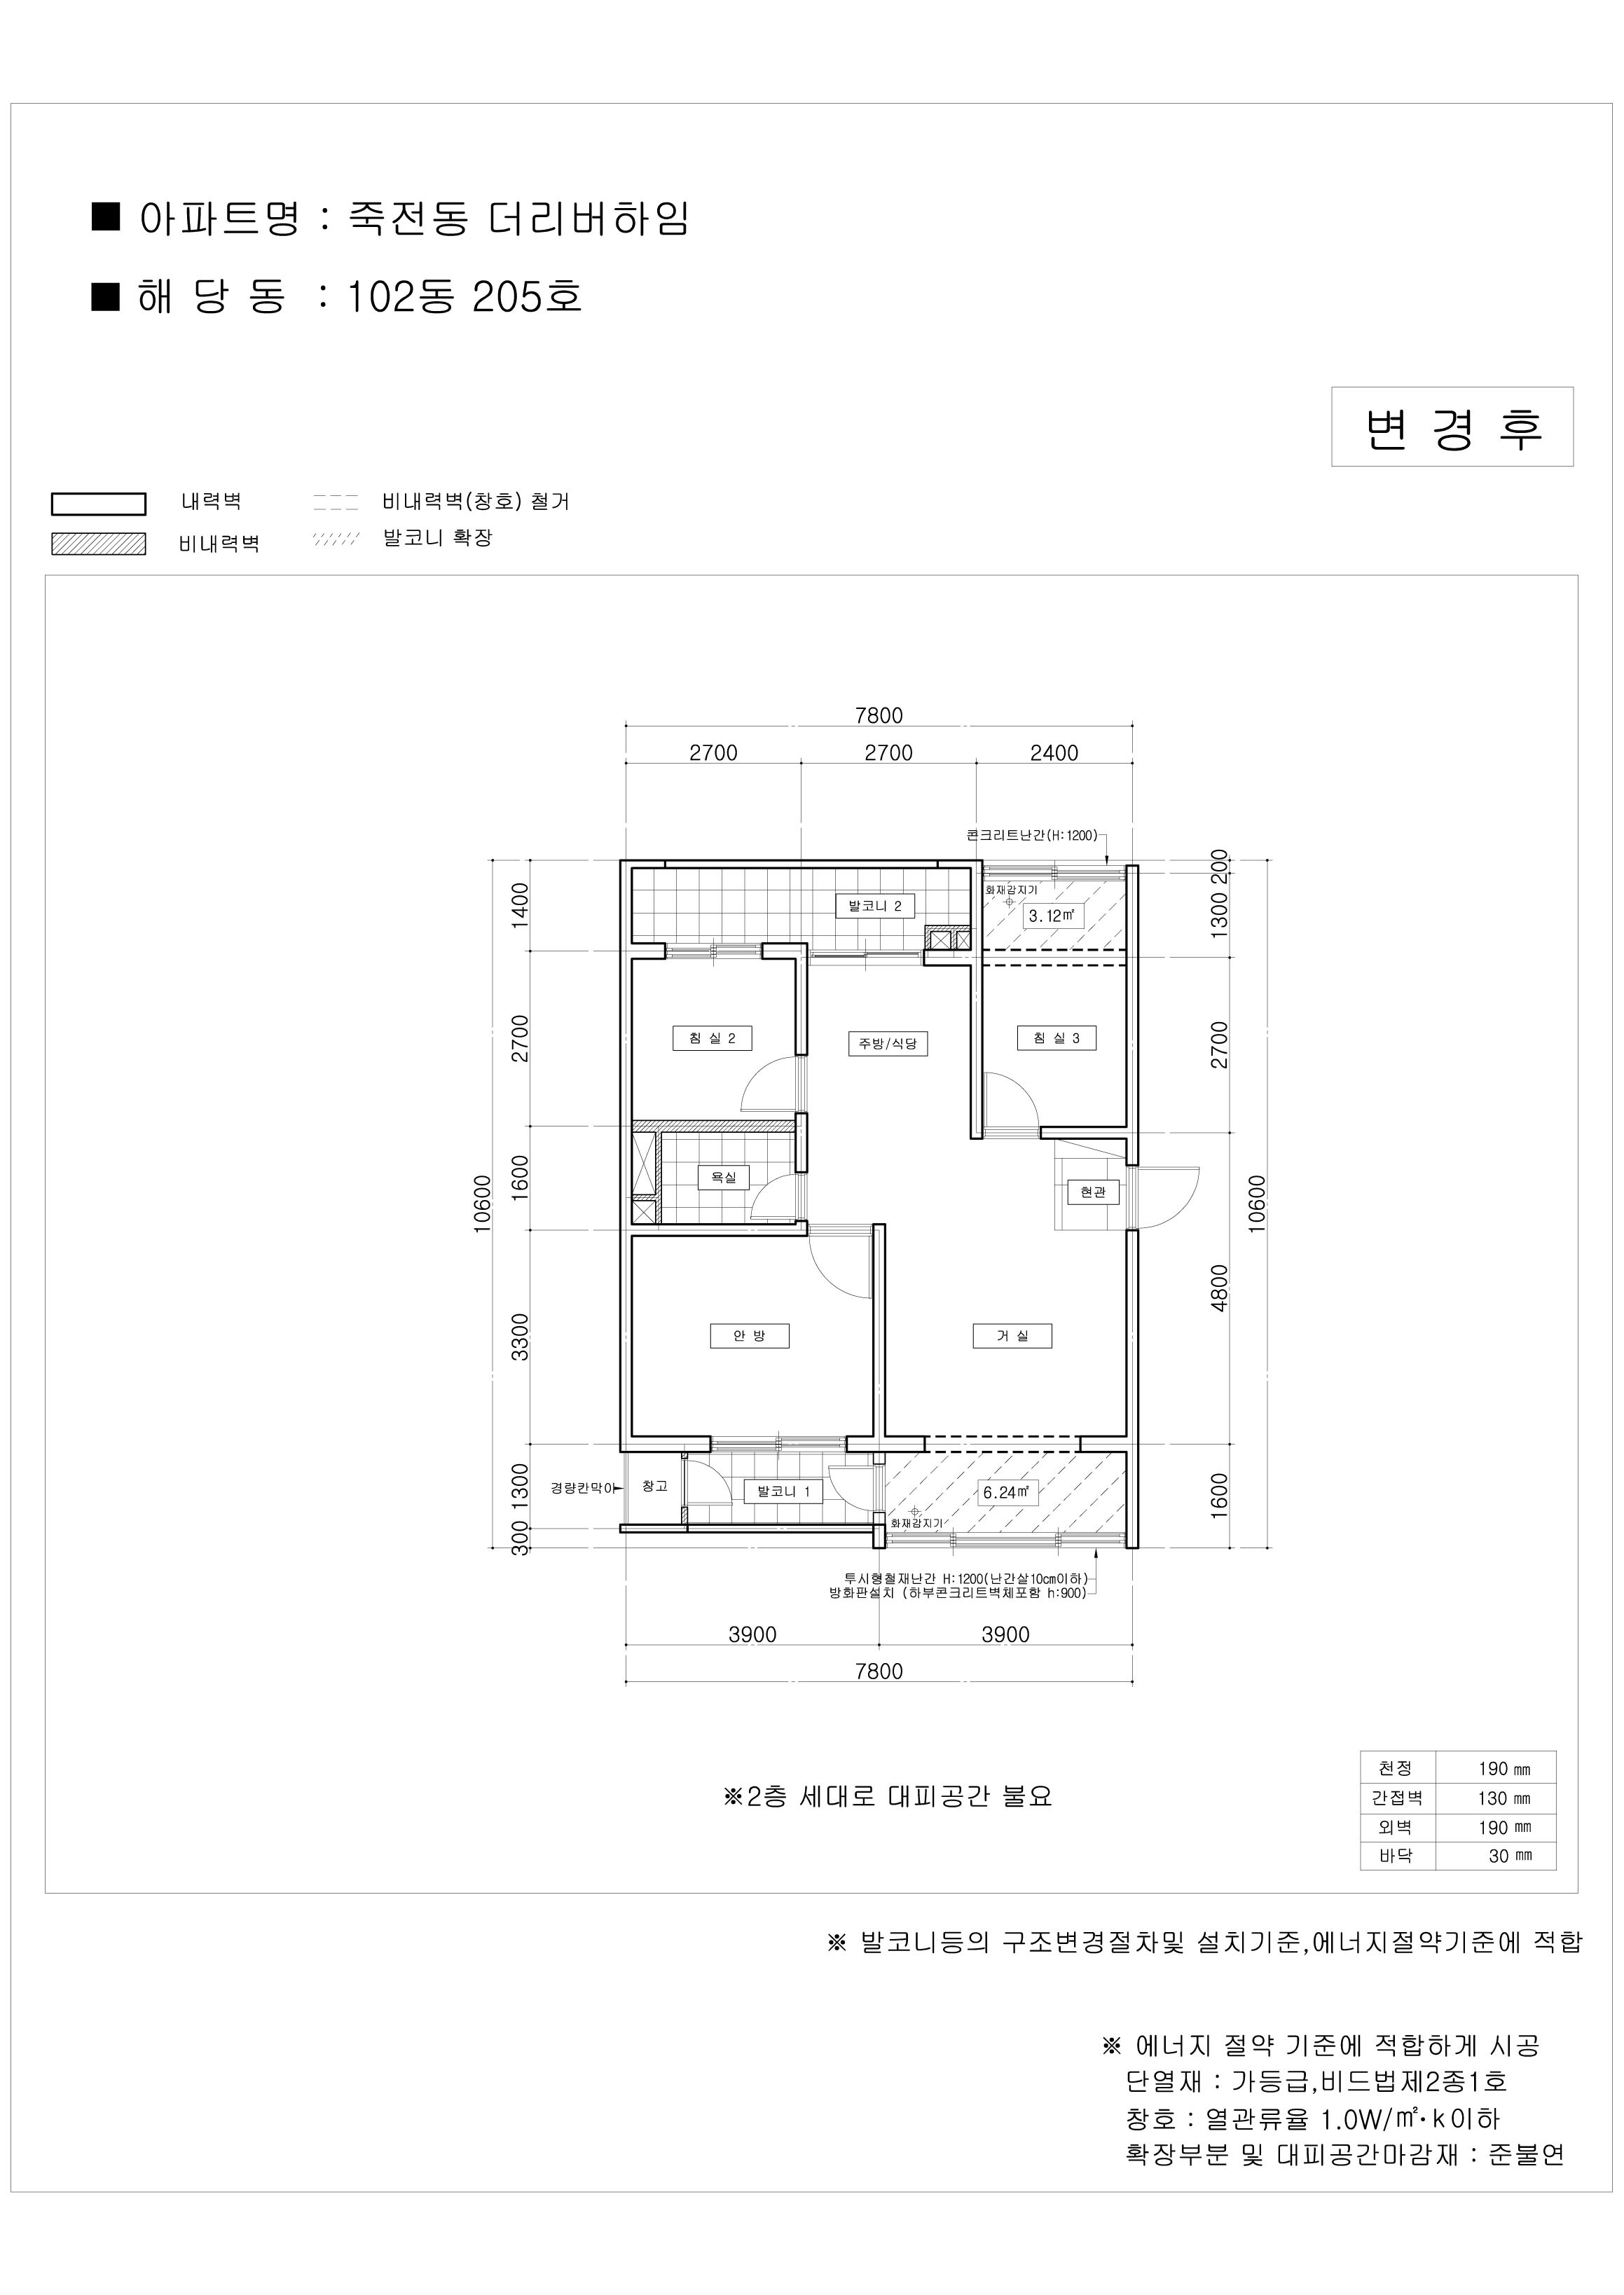 ■ 아파트명 : 죽전동 더리버하임
■ 해 당 동 : 102동 205호
변 경 후
내력벽
비내력벽(창호) 철거
비내력벽
발코니 확장
7800
2700
2700
2400
콘크리트난간(H:1200)
1400
2700
1600
3300
1300
300
10600
200
1300
2700
4800
1600
10600
화재감지기
3.12㎡
발코니 2
침 실 2
주방/식당
침 실 3
욕실
현관
안 방
거 실
경량칸막이
창고
발코니 1
6.24㎡
화재감지기
투시형철재난간 H:1200(난간살10㎝이하)
방화판설치 (하부콘크리트벽체포함 h:900)
3900
3900
7800
※2층 세대로 대피공간 불요
천정 190 ㎜
간접벽 130 ㎜
외벽 190 ㎜
바닥 30 ㎜
※ 발코니등의 구조변경절차및 설치기준,에너지절약기준에 적합
※ 에너지 절약 기준에 적합하게 시공
단열재 : 가등급,비드법제2종1호
창호 : 열관류율 1.0W/㎡·k이하
확장부분 및 대피공간마감재 : 준불연